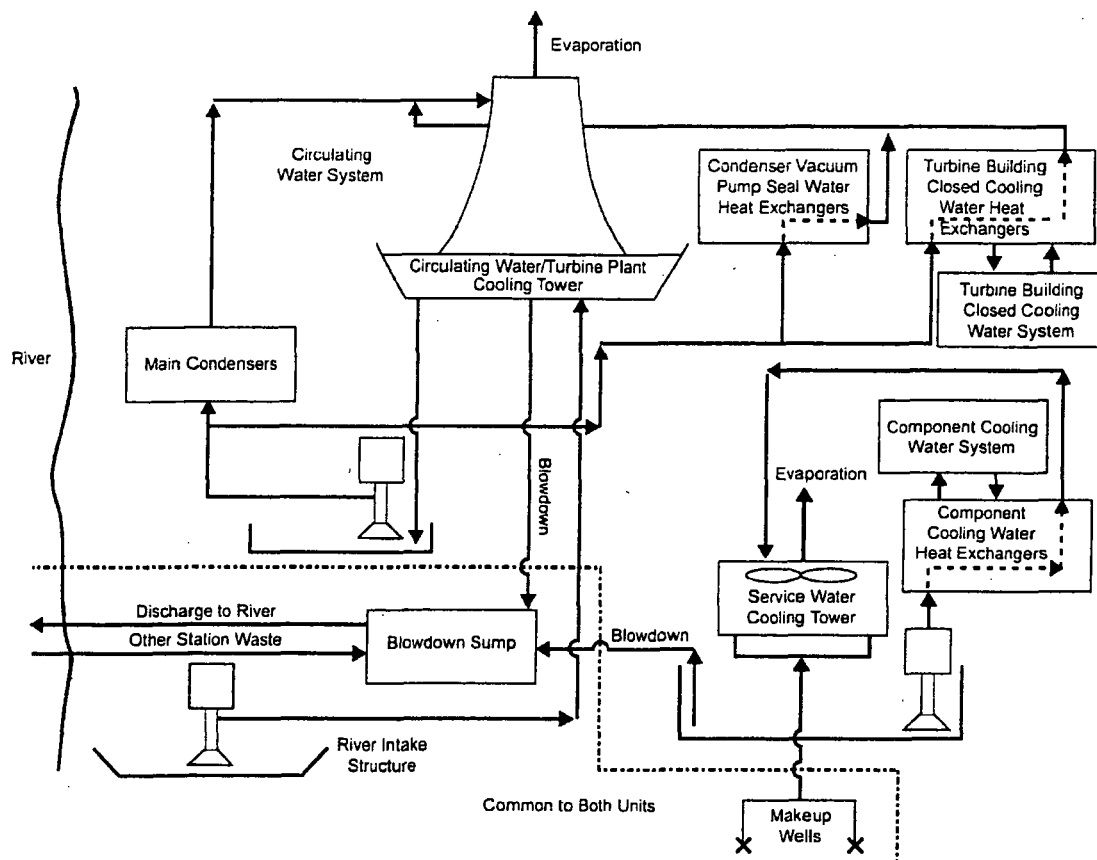 Evaporation
Circulating
Water System
Condenser Vacuum
Pump Seal Water
Heat Exchangers
Turbine Building
Closed Cooling
Water Heat
Exchangers
Circulating Water/Turbine Plant
Cooling Tower
Turbine Building
Closed Cooling
Water System
River
Main Condensers
Component Cooling
Water System
Blowdown
Evaporation
Component
Cooling Water
Heat Exchangers
Service Water
Cooling Tower
Discharge to River
Other Station Waste
Blowdown Sump
Blowdown
River Intake
Structure
Common to Both Units
Makeup
Wells